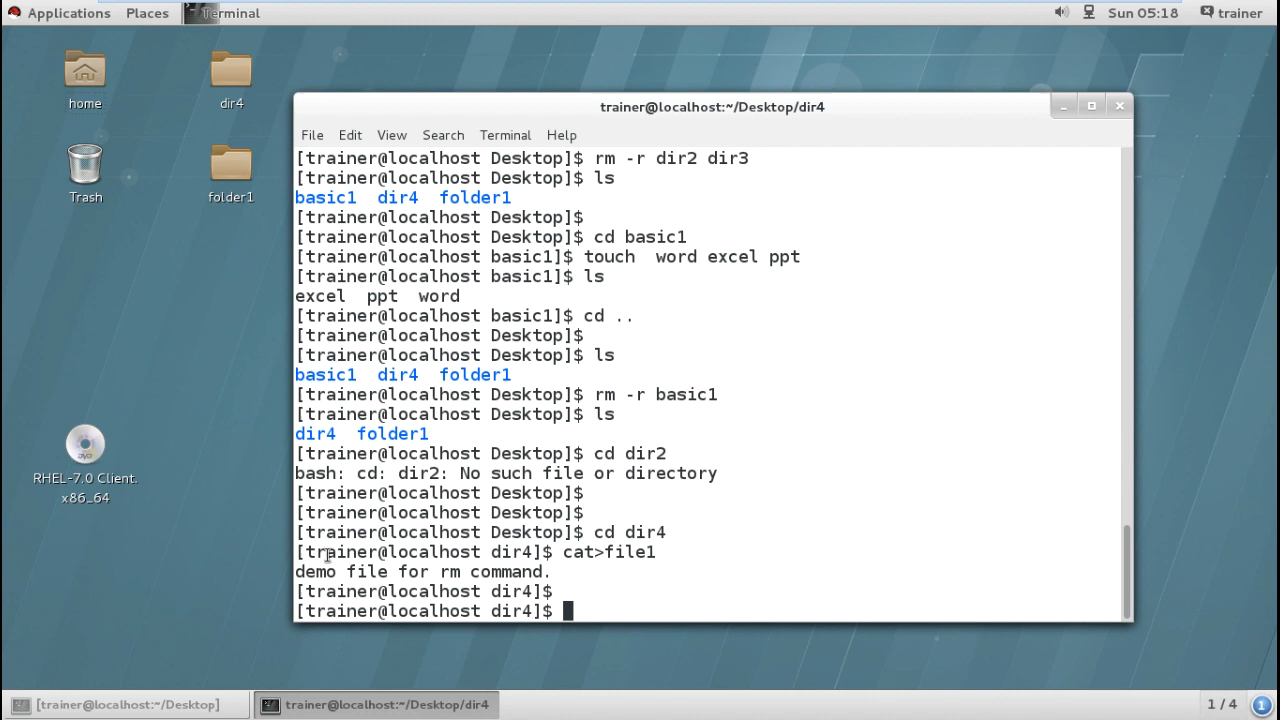 Applications Places Terminal Sun 05:18 trainer
home
dir4
Trash
folder1
RHEL-7.0 Client.
x86_64
trainer@localhost:~/Desktop/dir4
File Edit View Search Terminal Help
[trainer@localhost Desktop]$ rm -r dir2 dir3
[trainer@localhost Desktop]$ ls
basic1  dir4  folder1
[trainer@localhost Desktop]$
[trainer@localhost Desktop]$ cd basic1
[trainer@localhost basic1]$ touch  word excel ppt
[trainer@localhost basic1]$ ls
excel  ppt  word
[trainer@localhost basic1]$ cd ..
[trainer@localhost Desktop]$
[trainer@localhost Desktop]$ ls
basic1  dir4  folder1
[trainer@localhost Desktop]$ rm -r basic1
[trainer@localhost Desktop]$ ls
dir4  folder1
[trainer@localhost Desktop]$ cd dir2
bash: cd: dir2: No such file or directory
[trainer@localhost Desktop]$
[trainer@localhost Desktop]$
[trainer@localhost Desktop]$ cd dir4
[trainer@localhost dir4]$ cat>file1
demo file for rm command.
[trainer@localhost dir4]$
[trainer@localhost dir4]$
[trainer@localhost:~/Desktop] trainer@localhost:~/Desktop/dir4 1 / 4 1